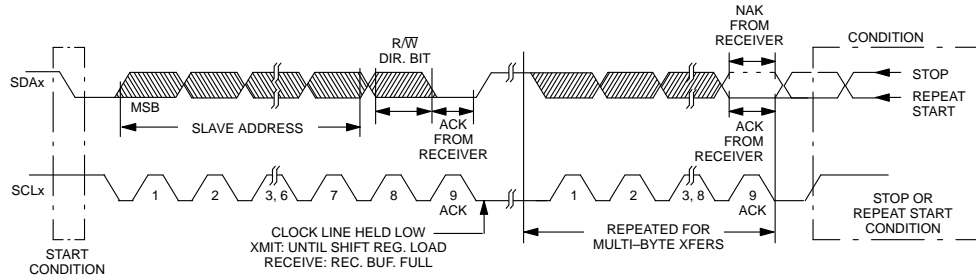 R/W
DIR. BIT
NAK
FROM
RECEIVER
CONDITION
SDAx
STOP
REPEAT
START
MSB
SLAVE ADDRESS
ACK
FROM
RECEIVER
ACK
FROM
RECEIVER
SCLx
1
2
3, 6
7
8
9
ACK
1
2
3, 8
9
ACK
START
CONDITION
CLOCK LINE HELD LOW
XMIT: UNTIL SHIFT REG. LOAD
RECEIVE: REC. BUF. FULL
REPEATED FOR
MULTI–BYTE XFERS
STOP OR
REPEAT START
CONDITION